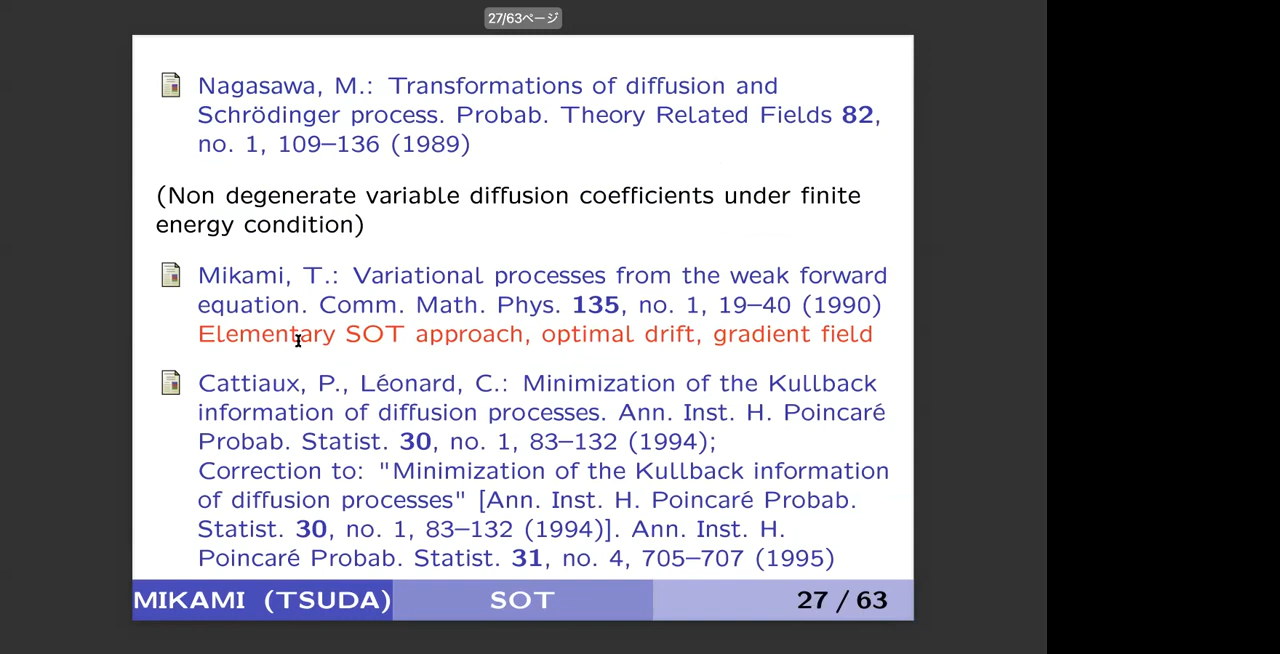 27/63ページ
Nagasawa, M.: Transformations of diffusion and
Schrödinger process. Probab. Theory Related Fields 82,
no. 1, 109–136 (1989)
(Non degenerate variable diffusion coefficients under finite
energy condition)
Mikami, T.: Variational processes from the weak forward
equation. Comm. Math. Phys. 135, no. 1, 19–40 (1990)
Elementary SOT approach, optimal drift, gradient field
Cattiaux, P., Léonard, C.: Minimization of the Kullback
information of diffusion processes. Ann. Inst. H. Poincaré
Probab. Statist. 30, no. 1, 83–132 (1994);
Correction to: "Minimization of the Kullback information
of diffusion processes" [Ann. Inst. H. Poincaré Probab.
Statist. 30, no. 1, 83–132 (1994)]. Ann. Inst. H.
Poincaré Probab. Statist. 31, no. 4, 705–707 (1995)
MIKAMI (TSUDA) SOT 27 / 63